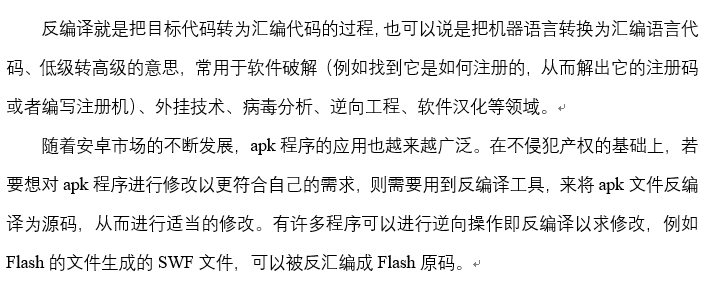 反编译就是把目标代码转为汇编代码的过程,也可以说是把机器语言转换为汇编语言代
码、低级转高级的意思，常用于软件破解（例如找到它是如何注册的，从而解出它的注册码
或者编写注册机）、外挂技术、病毒分析、逆向工程、软件汉化等领域。
随着安卓市场的不断发展，apk 程序的应用也越来越广泛。在不侵犯产权的基础上，若
要想对 apk 程序进行修改以更符合自己的需求，则需要用到反编译工具，来将 apk 文件反编
译为源码，从而进行适当的修改。有许多程序可以进行逆向操作即反编译以求修改，例如
Flash 的文件生成的 SWF 文件，可以被反汇编成 Flash 原码。